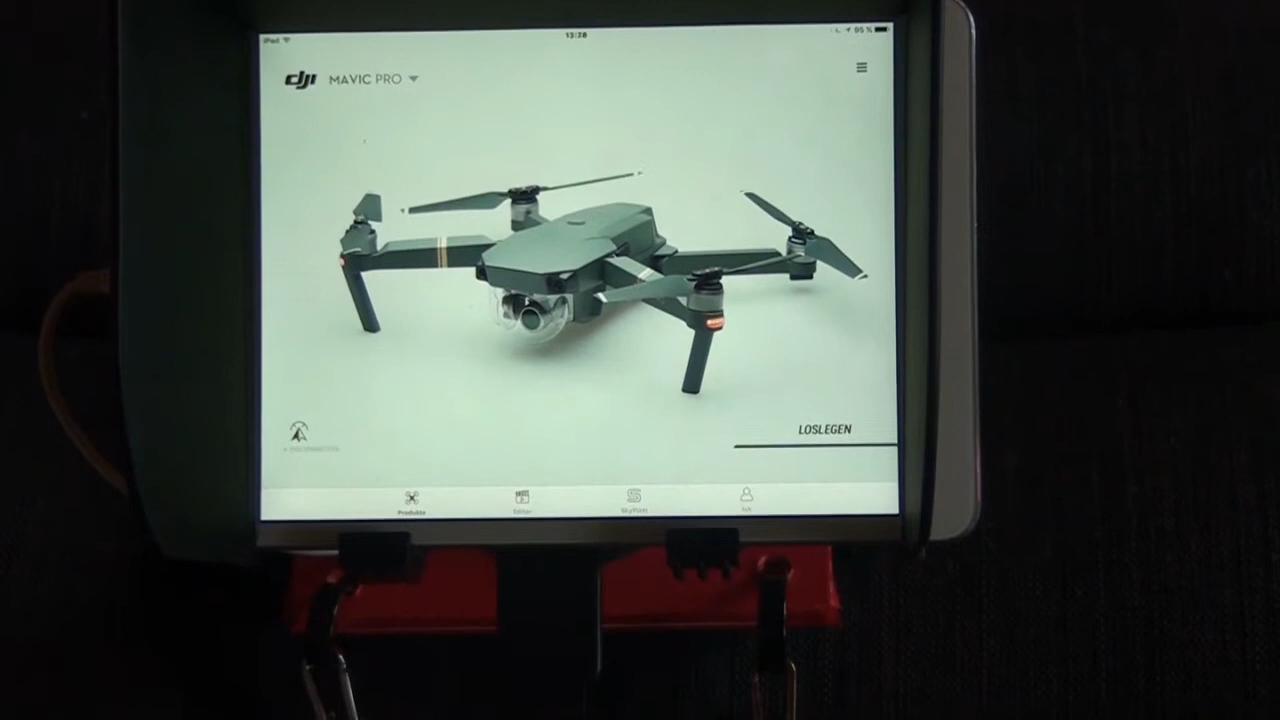 iPad
13:28
95 %
dji MAVIC PRO
LOSLEGEN
Produkte
Editor
SkyPixel
Ich